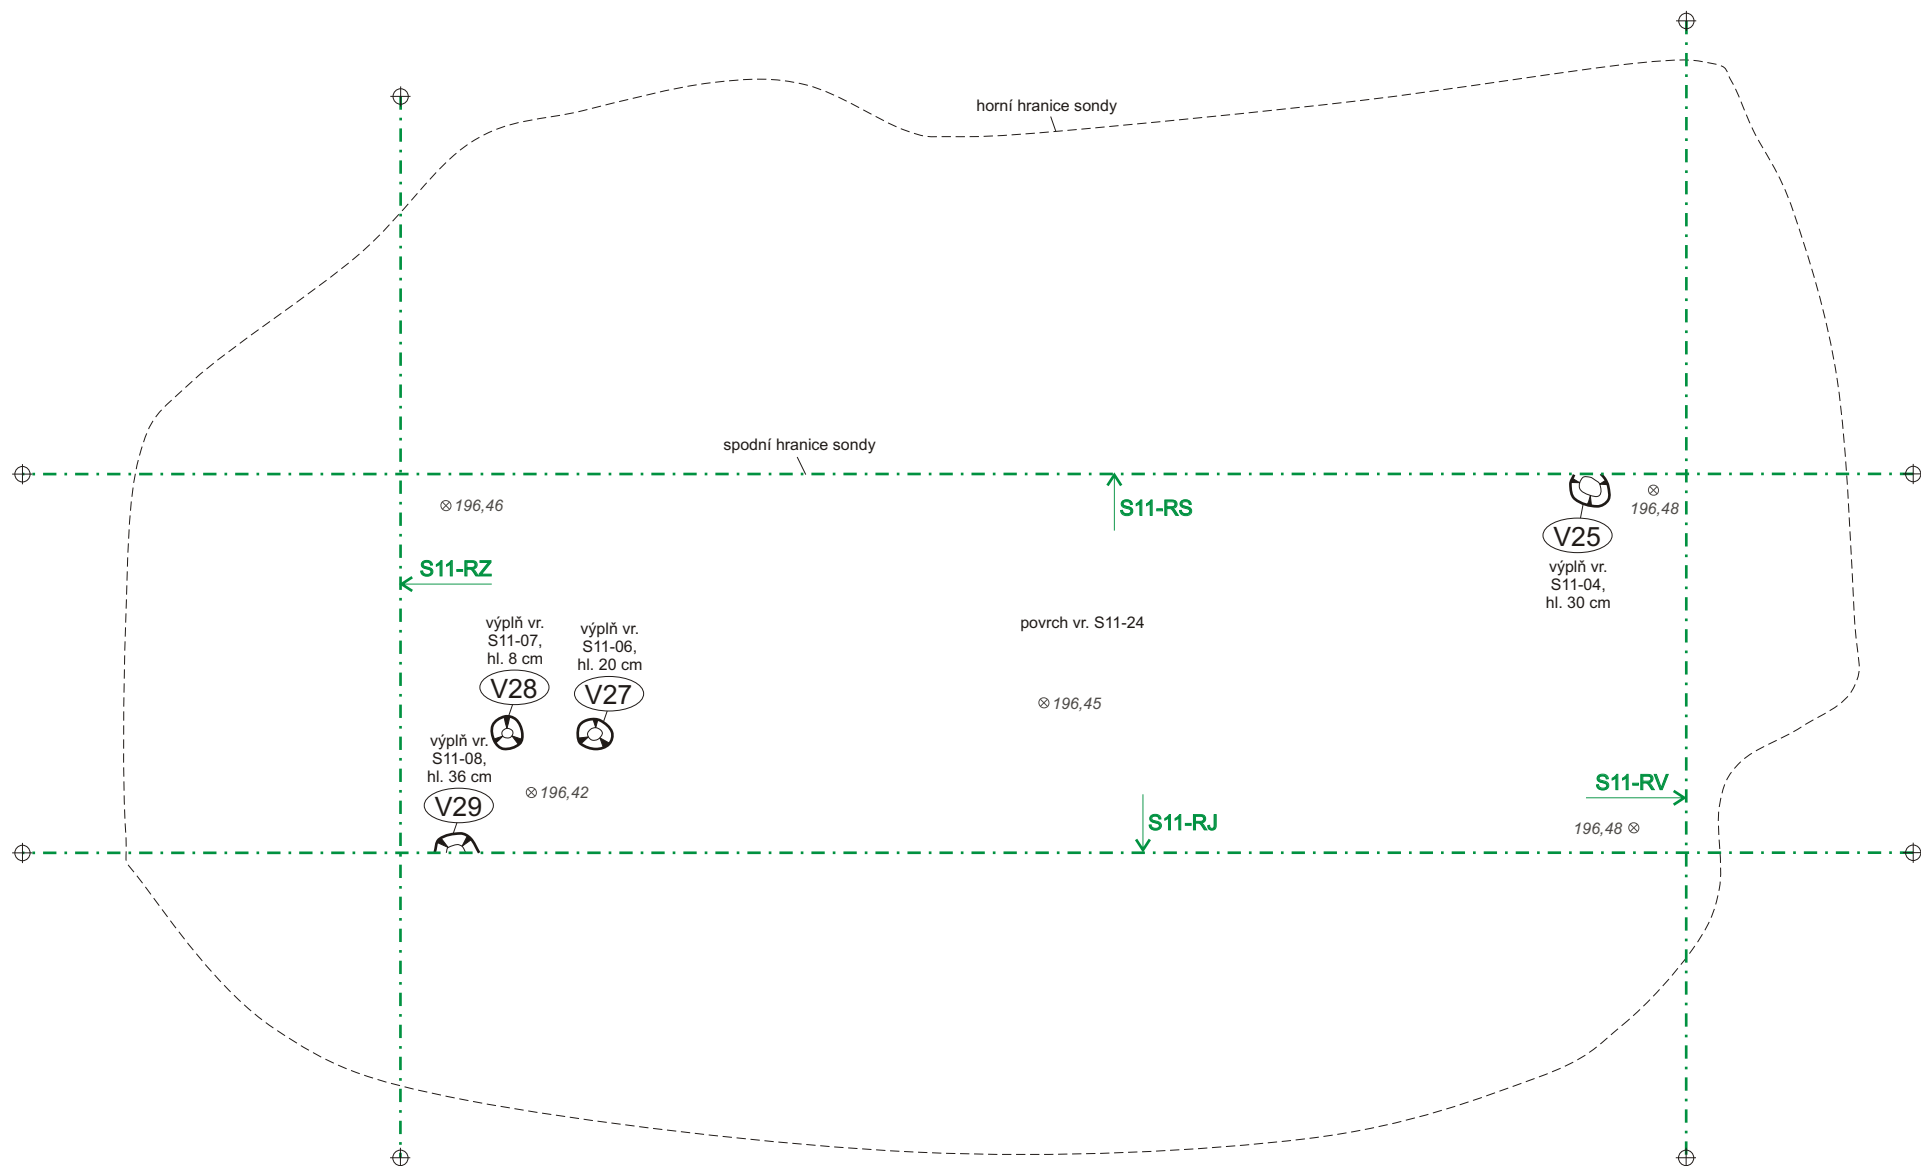 horní hranice sondy
spodní hranice sondy
196,46
S11-RS
196,48
V25
výplň vr.
S11-04,
hl. 30 cm
S11-RZ
výplň vr.
S11-07,
hl. 8 cm
V28
výplň vr.
S11-06,
hl. 20 cm
V27
povrch vr. S11-24
196,45
výplň vr.
S11-08,
hl. 36 cm
V29
196,42
S11-RJ
S11-RV
196,48